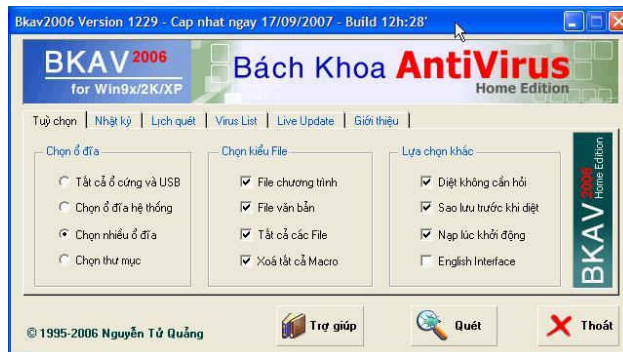 Bkav2006 Version 1229 - Cap nhat ngay 17/09/2007 - Build 12h:28'
BKAV 2006
for Win9x/2K/XP
Bách Khoa AntiVirus
Home Edition
Tuỳ chọn | Nhật ký | Lịch quét | Virus List | Live Update | Giới thiệu
Chọn ổ đĩa
Tất cả ổ cứng và USB
Chọn ổ đĩa hệ thống
Chọn nhiều ổ đĩa
Chọn thư mục
Chọn kiểu File
File chương trình
File văn bản
Tất cả các File
Xoá tất cả Macro
Lựa chọn khác
Diệt không cần hỏi
Sao lưu trước khi diệt
Nạp lúc khởi động
English Interface
BKAV 2006
Home Edition
© 1995-2006 Nguyễn Tử Quảng
Trợ giúp
Quét
Thoát